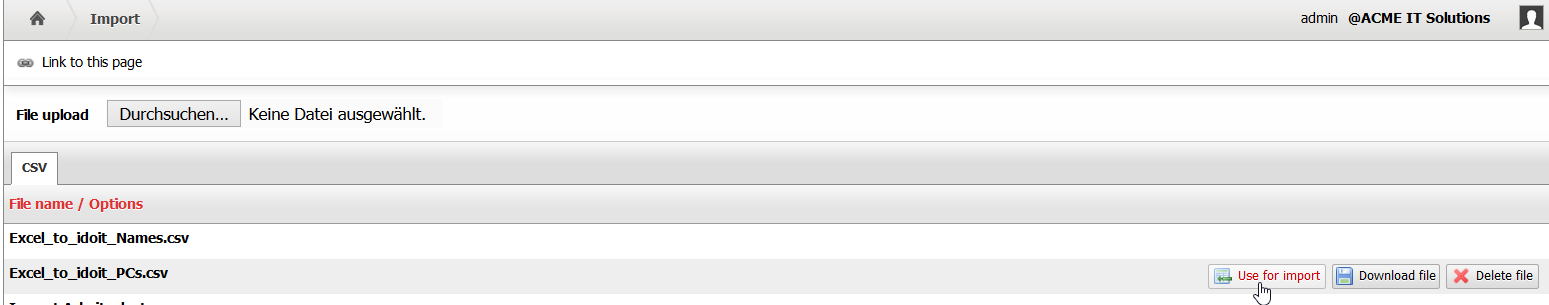 Import
admin @ACME IT Solutions
Link to this page
File upload Durchsuchen... Keine Datei ausgewählt.
CSV
File name / Options
Excel_to_idoit_Names.csv
Excel_to_idoit_PCs.csv Use for import Download file Delete file